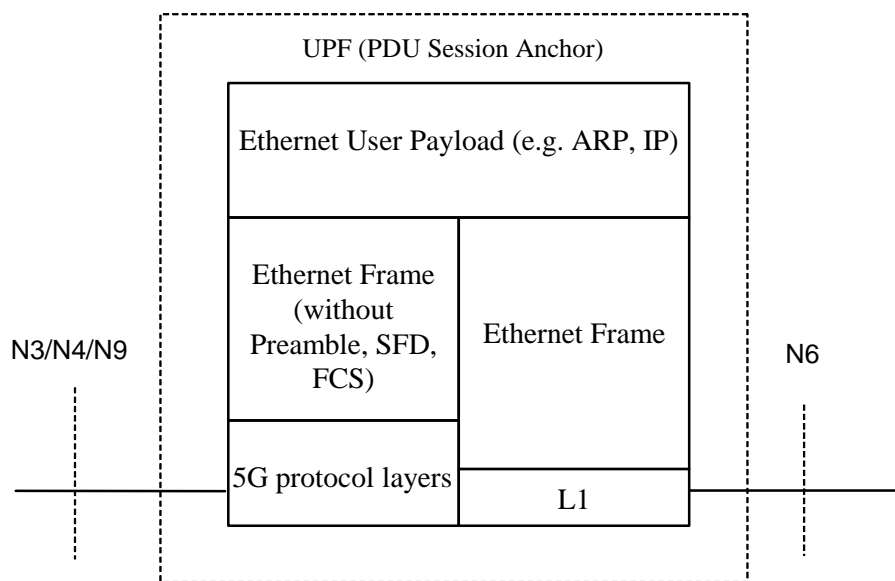 UPF (PDU Session Anchor)
Ethernet User Payload (e.g. ARP, IP)
Ethernet Frame
(without
Preamble, SFD,
FCS)
Ethernet Frame
N3/N4/N9
N6
5G protocol layers
L1